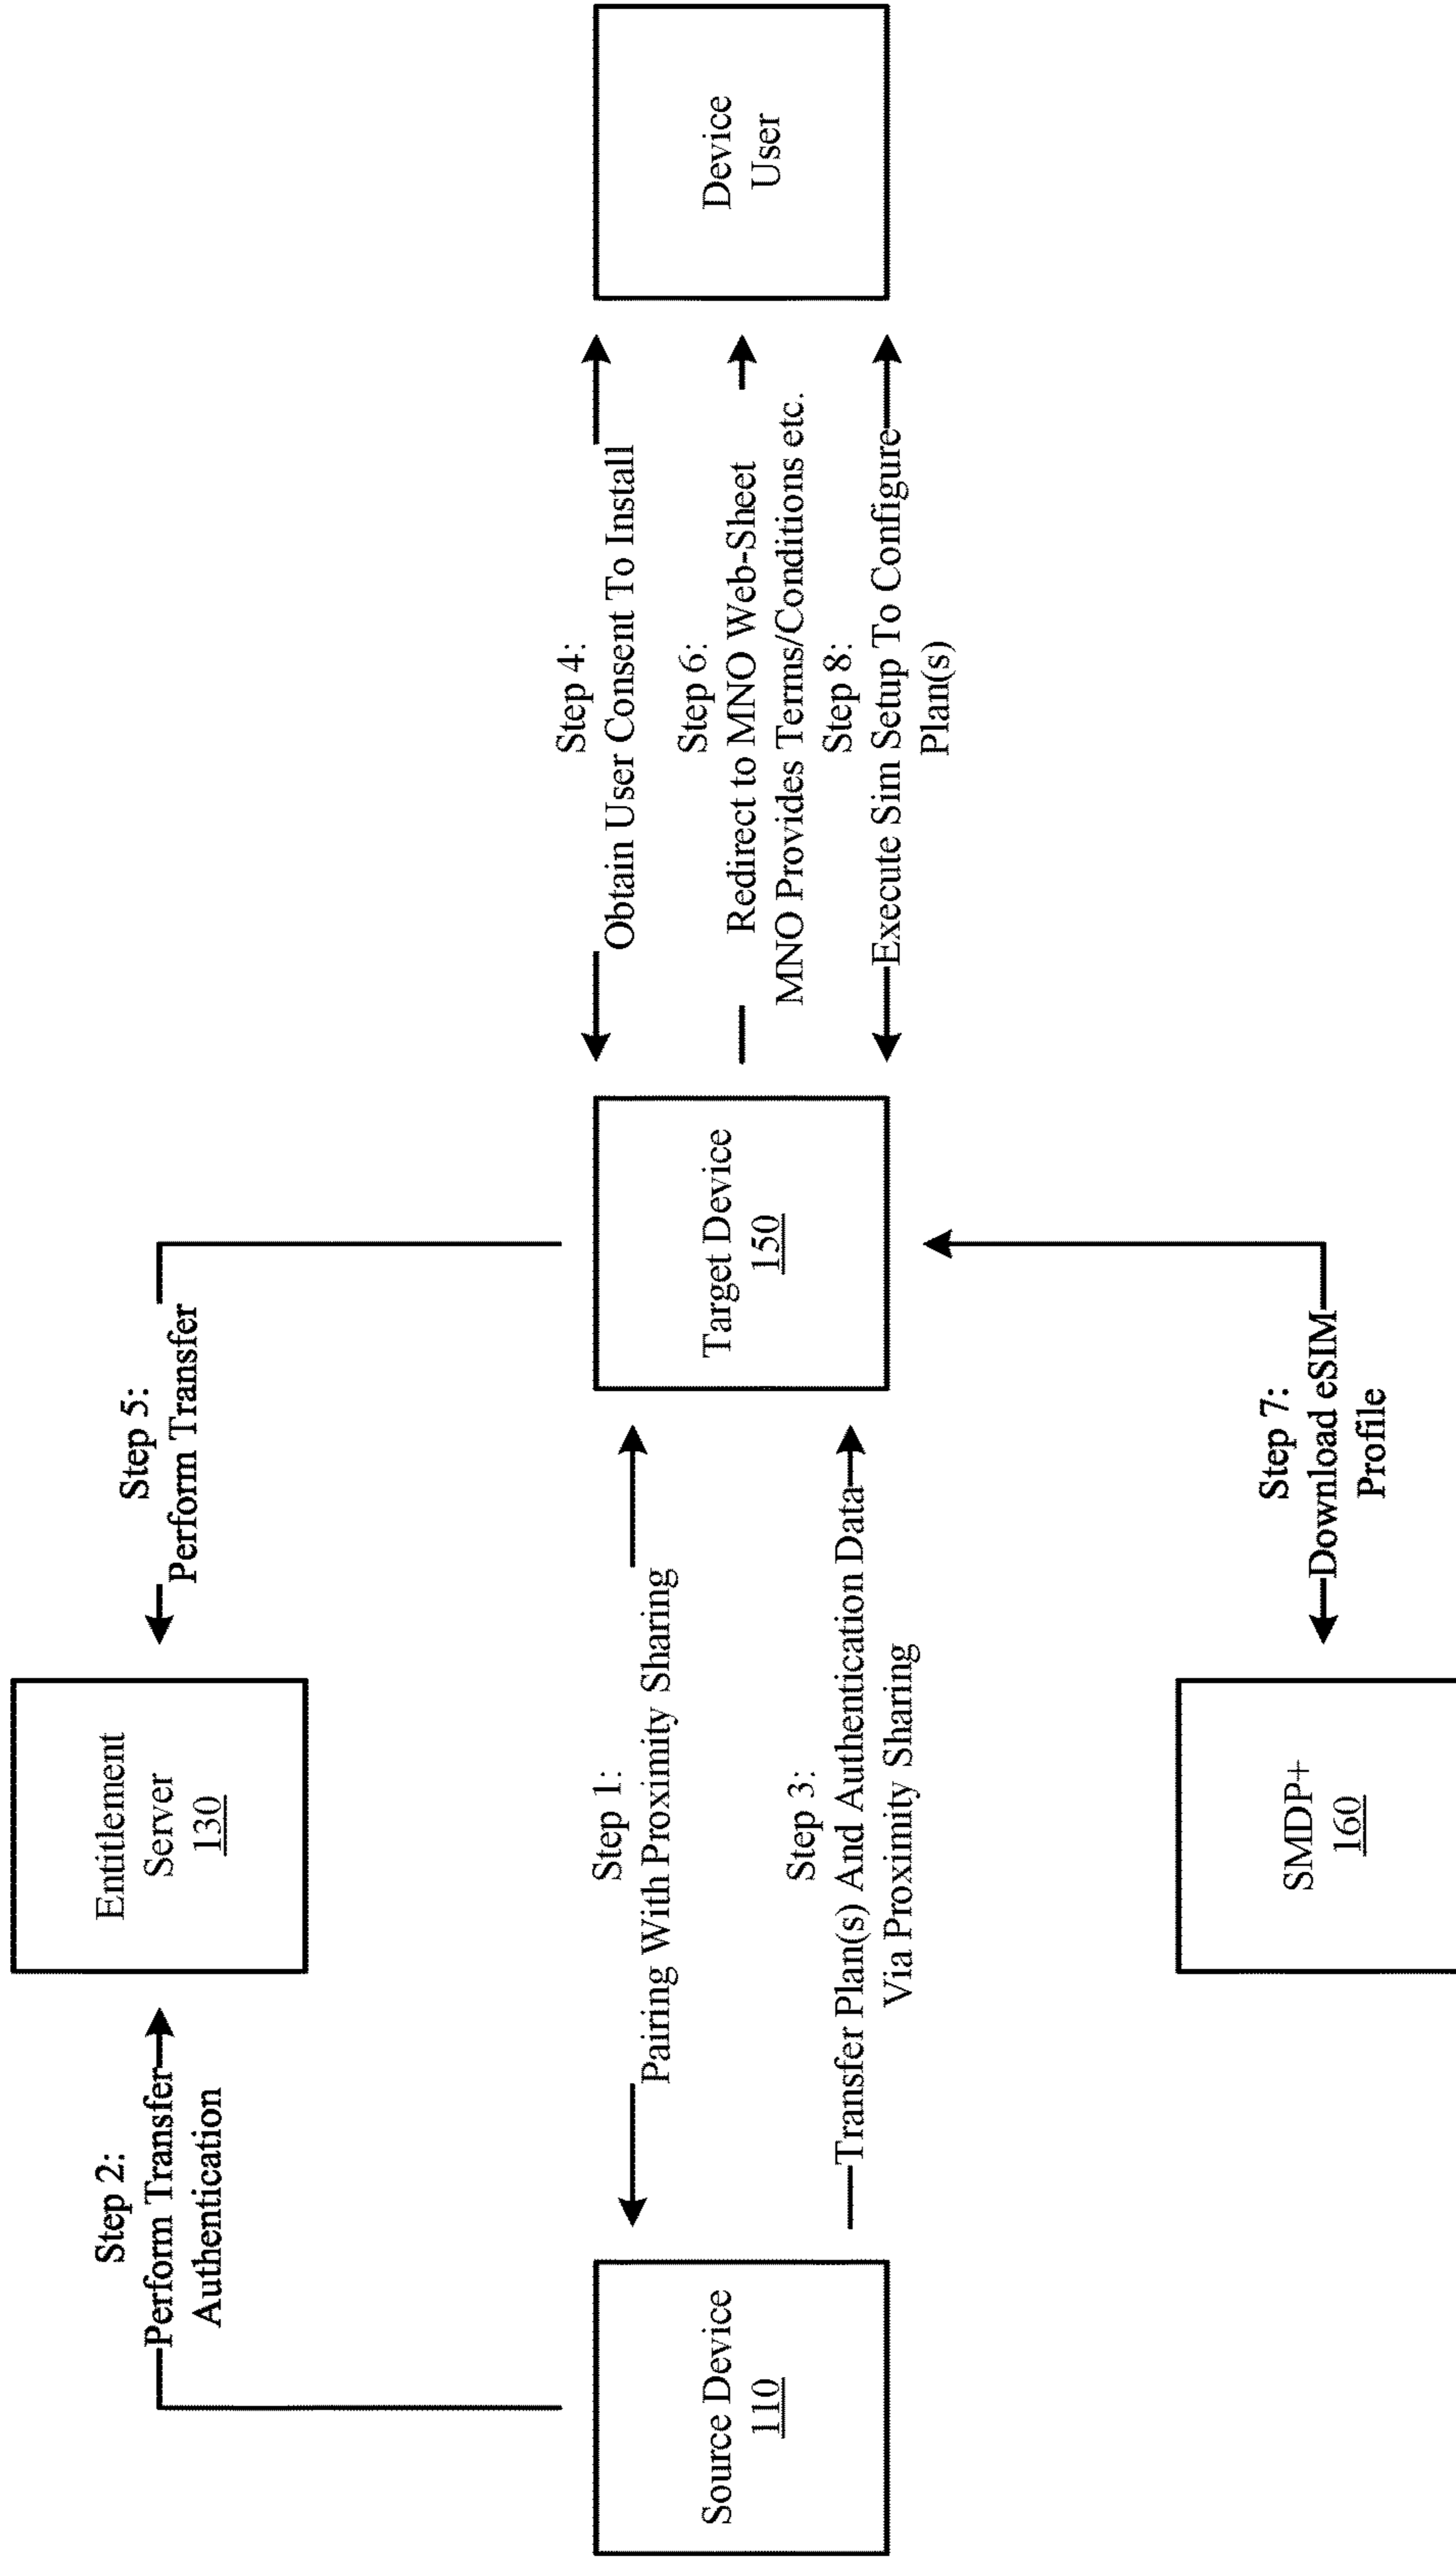 Step 2:
Perform Transfer
Authentication
Entitlement
Server
130
Step 5:
Perform Transfer
Source Device
110
Step 1:
Pairing With Proximity Sharing
Step 3:
Transfer Plan(s) And Authentication Data
Via Proximity Sharing
Target Device
150
Step 4:
Obtain User Consent To Install
Step 6:
Redirect to MNO Web-Sheet
MNO Provides Terms/Conditions etc.
Step 8:
Execute Sim Setup To Configure
Plan(s)
Device
User
SMDP+
160
Step 7:
Download eSIM
Profile